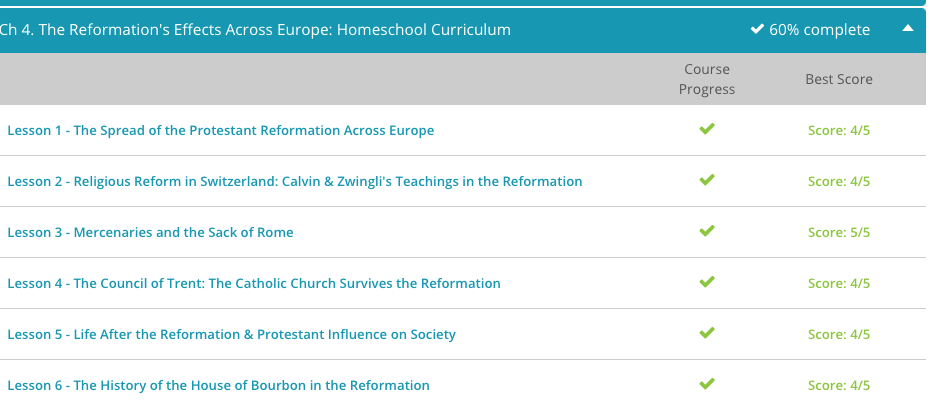 Ch 4. The Reformation's Effects Across Europe: Homeschool Curriculum 60% complete
Course Progress Best Score
Lesson 1 - The Spread of the Protestant Reformation Across Europe Score: 4/5
Lesson 2 - Religious Reform in Switzerland: Calvin & Zwingli's Teachings in the Reformation Score: 4/5
Lesson 3 - Mercenaries and the Sack of Rome Score: 5/5
Lesson 4 - The Council of Trent: The Catholic Church Survives the Reformation Score: 4/5
Lesson 5 - Life After the Reformation & Protestant Influence on Society Score: 4/5
Lesson 6 - The History of the House of Bourbon in the Reformation Score: 4/5